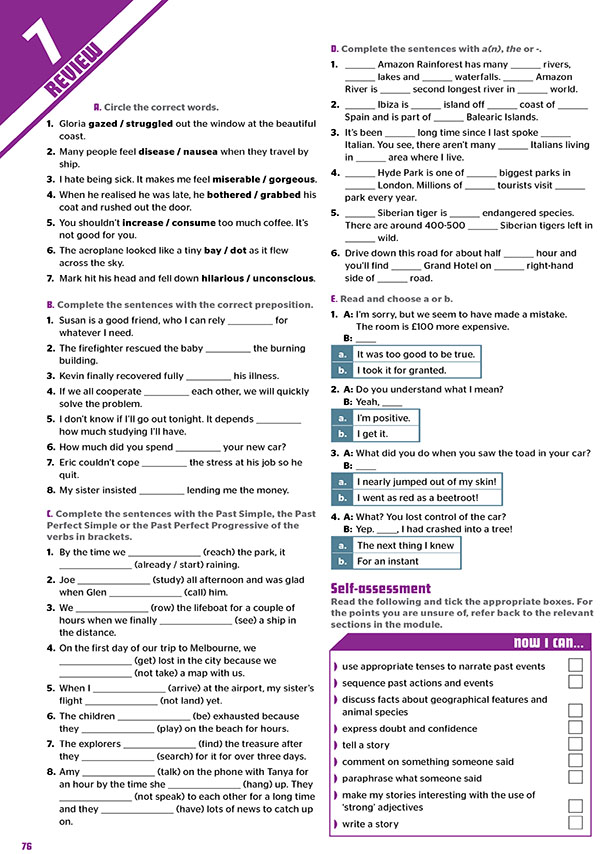 7
REVIEW
A. Circle the correct words.
1. Gloria gazed / struggled out the window at the beautiful
coast.
2. Many people feel disease / nausea when they travel by
ship.
3. I hate being sick. It makes me feel miserable / gorgeous.
4. When he realised he was late, he bothered / grabbed his
coat and rushed out the door.
5. You shouldn't increase / consume too much coffee. It's
not good for you.
6. The aeroplane looked like a tiny bay / dot as it flew
across the sky.
7. Mark hit his head and fell down hilarious / unconscious.
B. Complete the sentences with the correct preposition.
1. Susan is a good friend, who I can rely ________ for
whatever I need.
2. The firefighter rescued the baby ________ the burning
building.
3. Kevin finally recovered fully ________ his illness.
4. If we all cooperate ________ each other, we will quickly
solve the problem.
5. I don't know if I'll go out tonight. It depends ________
how much studying I'll have.
6. How much did you spend ________ your new car?
7. Eric couldn't cope ________ the stress at his job so he
quit.
8. My sister insisted ________ lending me the money.
C. Complete the sentences with the Past Simple, the Past
Perfect Simple or the Past Perfect Progressive of the
verbs in brackets.
1. By the time we ____________ (reach) the park, it
____________ (already / start) raining.
2. Joe ____________ (study) all afternoon and was glad
when Glen ____________ (call) him.
3. We ____________ (row) the lifeboat for a couple of
hours when we finally ____________ (see) a ship in
the distance.
4. On the first day of our trip to Melbourne, we
____________ (get) lost in the city because we
____________ (not take) a map with us.
5. When I ____________ (arrive) at the airport, my sister's
flight ____________ (not land) yet.
6. The children ____________ (be) exhausted because
they ____________ (play) on the beach for hours.
7. The explorers ____________ (find) the treasure after
they ____________ (search) for it for over three days.
8. Amy ____________ (talk) on the phone with Tanya for
an hour by the time she ____________ (hang) up. They
____________ (not speak) to each other for a long time
and they ____________ (have) lots of news to catch up
on.
D. Complete the sentences with a(n), the or -.
1. ______ Amazon Rainforest has many ______ rivers,
______ lakes and ______ waterfalls. ______ Amazon
River is ______ second longest river in ______ world.
2. ______ Ibiza is ______ island off ______ coast of ______
Spain and is part of ______ Balearic Islands.
3. It's been ______ long time since I last spoke ______
Italian. You see, there aren't many ______ Italians living
in ______ area where I live.
4. ______ Hyde Park is one of ______ biggest parks in
______ London. Millions of ______ tourists visit ______
park every year.
5. ______ Siberian tiger is ______ endangered species.
There are around 400-500 ______ Siberian tigers left in
______ wild.
6. Drive down this road for about half ______ hour and
you'll find ______ Grand Hotel on ______ right-hand
side of ______ road.
E. Read and choose a or b.
1. A: I'm sorry, but we seem to have made a mistake.
The room is £100 more expensive.
B: ____
a. It was too good to be true.
b. I took it for granted.
2. A: Do you understand what I mean?
B: Yeah, ____
a. I'm positive.
b. I get it.
3. A: What did you do when you saw the toad in your car?
B: ____
a. I nearly jumped out of my skin!
b. I went as red as a beetroot!
4. A: What? You lost control of the car?
B: Yep. ____, I had crashed into a tree!
a. The next thing I knew
b. For an instant
Self-assessment
Read the following and tick the appropriate boxes. For
the points you are unsure of, refer back to the relevant
sections in the module.
NOW I CAN...
use appropriate tenses to narrate past events
sequence past actions and events
discuss facts about geographical features and
animal species
express doubt and confidence
tell a story
comment on something someone said
paraphrase what someone said
make my stories interesting with the use of
'strong' adjectives
write a story
76